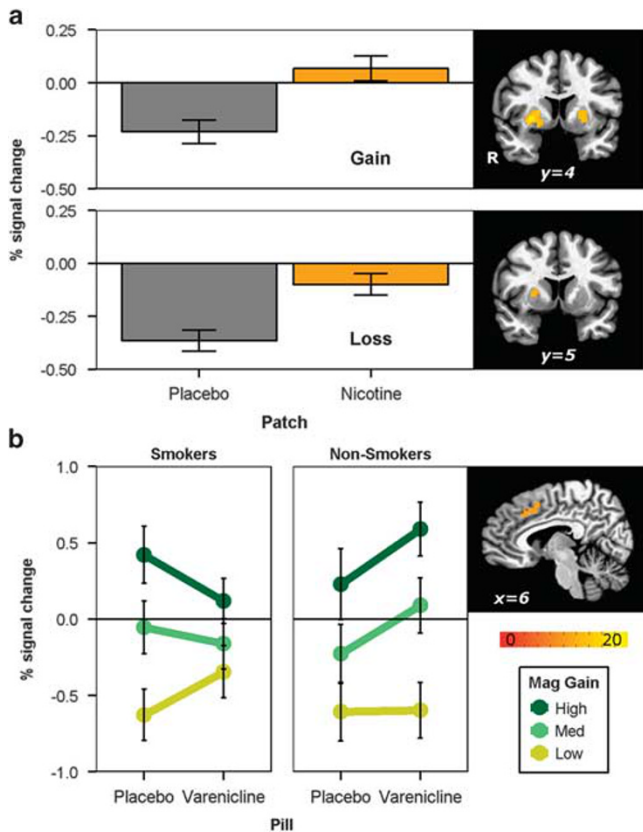 a
0.25
0.00
-0.25
-0.50
Gain
R
y=4
% signal change
0.25
0.00
-0.25
-0.50
Loss
y=5
Placebo Nicotine
Patch
b
Smokers Non-Smokers
1.0
0.5
0.0
-0.5
-1.0
% signal change
x=6
0 20
Mag Gain
High
Med
Low
Placebo Varenicline Placebo Varenicline
Pill